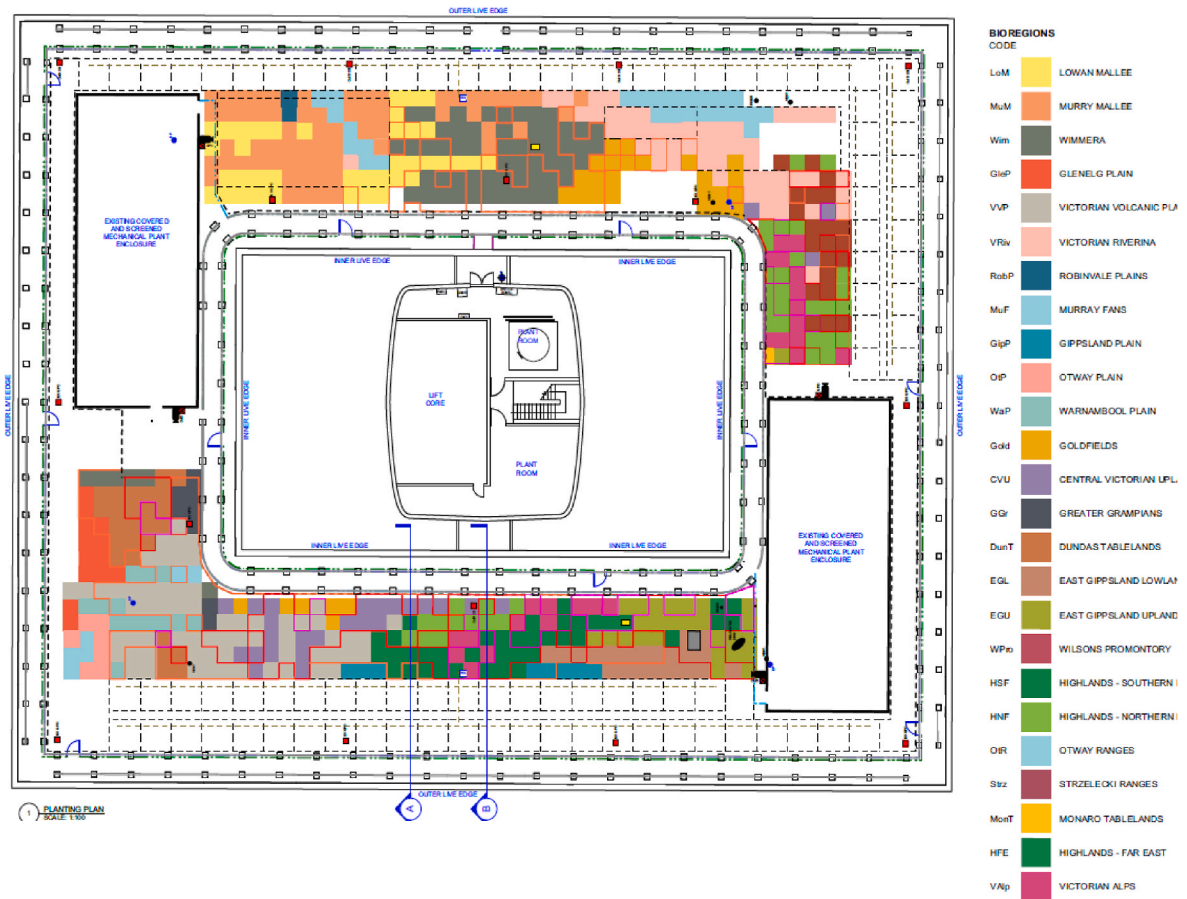 OUTER LIVE EDGE
BIOREGIONS
CODE
LoM LOWAN MALLEE
MuM MURRY MALLEE
Wim WIMMERA
GleP GLENELG PLAIN
VVP VICTORIAN VOLCANIC PLA
VRiv VICTORIAN RIVERINA
RobP ROBINVALE PLAINS
MuF MURRAY FANS
GipP GIPPSLAND PLAIN
OtP OTWAY PLAIN
WaP WARNAMBOOL PLAIN
Gold GOLDFIELDS
CVU CENTRAL VICTORIAN UPL
GGr GREATER GRAMPIANS
DunT DUNDAS TABLELANDS
EGL EAST GIPPSLAND LOWLAN
EGU EAST GIPPSLAND UPLAND
WPro WILSONS PROMONTORY
HSF HIGHLANDS - SOUTHERN
HNF HIGHLANDS - NORTHERN
OtR OTWAY RANGES
Strz STRZELECKI RANGES
MonT MONARO TABLELANDS
HFE HIGHLANDS - FAR EAST
VAlp VICTORIAN ALPS
EXISTING COVERED
AND SCREENED
MECHANICAL PLANT
ENCLOSURE
INNER LIVE EDGE
INNER LIVE EDGE
PLANT
ROOM
LIFT
CORE
PLANT
ROOM
INNER LIVE EDGE
INNER LIVE EDGE
OUTER LIVE EDGE
OUTER LIVE EDGE
INNER LIVE EDGE
INNER LIVE EDGE
EXISTING COVERED
AND SCREENED
MECHANICAL PLANT
ENCLOSURE
OUTER LIVE EDGE
A
B
1
PLANTING PLAN
SCALE: 1:100